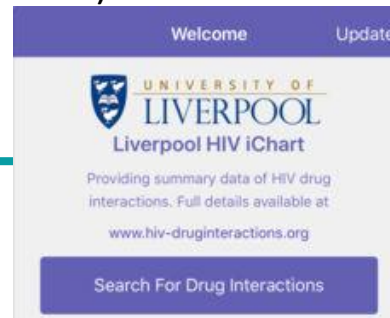 Welcome Update
UNIVERSITY OF
LIVERPOOL
Liverpool HIV iChart
Providing summary data of HIV drug
interactions. Full details available at
www.hiv-druginteractions.org
Search For Drug Interactions